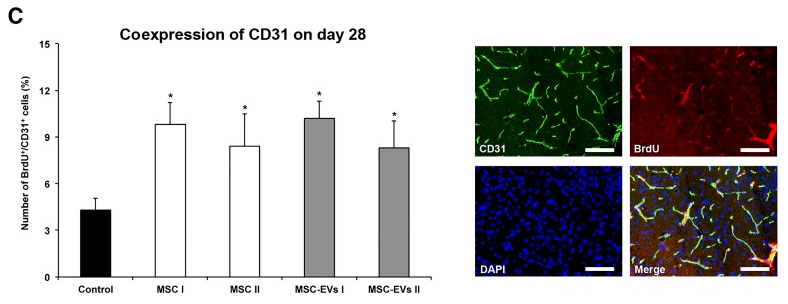 C
Coexpression of CD31 on day 28
Number of BrdU⁺/CD31⁺ cells (%)
15
12
9
6
3
0
*
*
*
*
Control
MSC I
MSC II
MSC-EVs I
MSC-EVs II
CD31
BrdU
DAPI
Merge